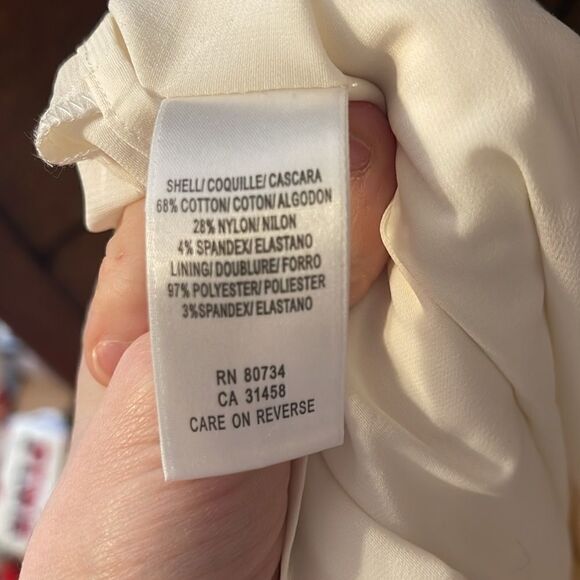 SHELL/ COQUILLE/ CASCARA
68% COTTON/ COTON/ ALGODON
28% NYLON/ NILON
4% SPANDEX/ ELASTANO
LINING/ DOUBLURE/ FORRO
97% POLYESTER/ POLIESTER
3%SPANDEX/ ELASTANO
RN 80734
CA 31458
CARE ON REVERSE